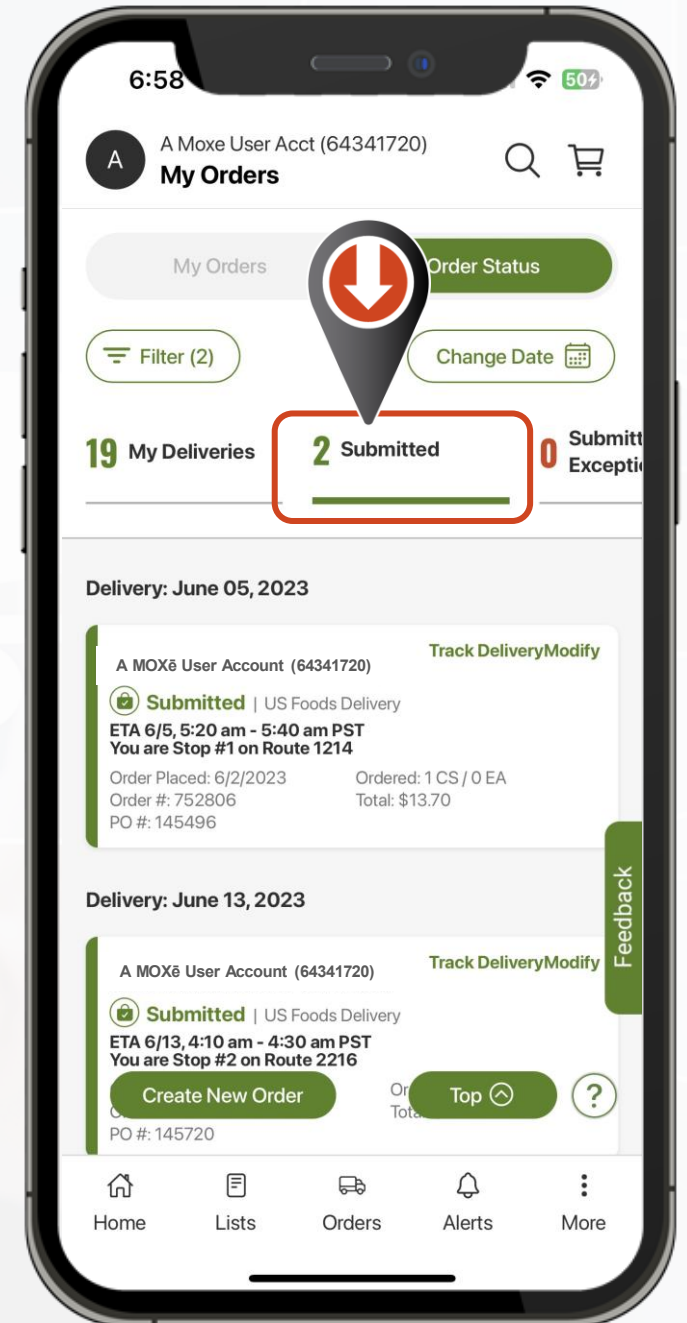 6:58
50
A Moxe User Acct (64341720)
A
My Orders
My Orders
Order Status
Filter (2)
Change Date
19 My Deliveries
2 Submitted
0 Submitt
Excepti
Delivery: June 05, 2023
Track DeliveryModify
A MOXē User Account (64341720)
Submitted | US Foods Delivery
ETA 6/5, 5:20 am - 5:40 am PST
You are Stop #1 on Route 1214
Order Placed: 6/2/2023
Ordered: 1 CS / 0 EA
Order #: 752806
Total: $13.70
PO #: 145496
Feedback
Delivery: June 13, 2023
Track DeliveryModify
A MOXē User Account (64341720)
Submitted | US Foods Delivery
ETA 6/13, 4:10 am - 4:30 am PST
You are Stop #2 on Route 2216
Create New Order
Top
?
PO #: 145720
Home
Lists
Orders
Alerts
More